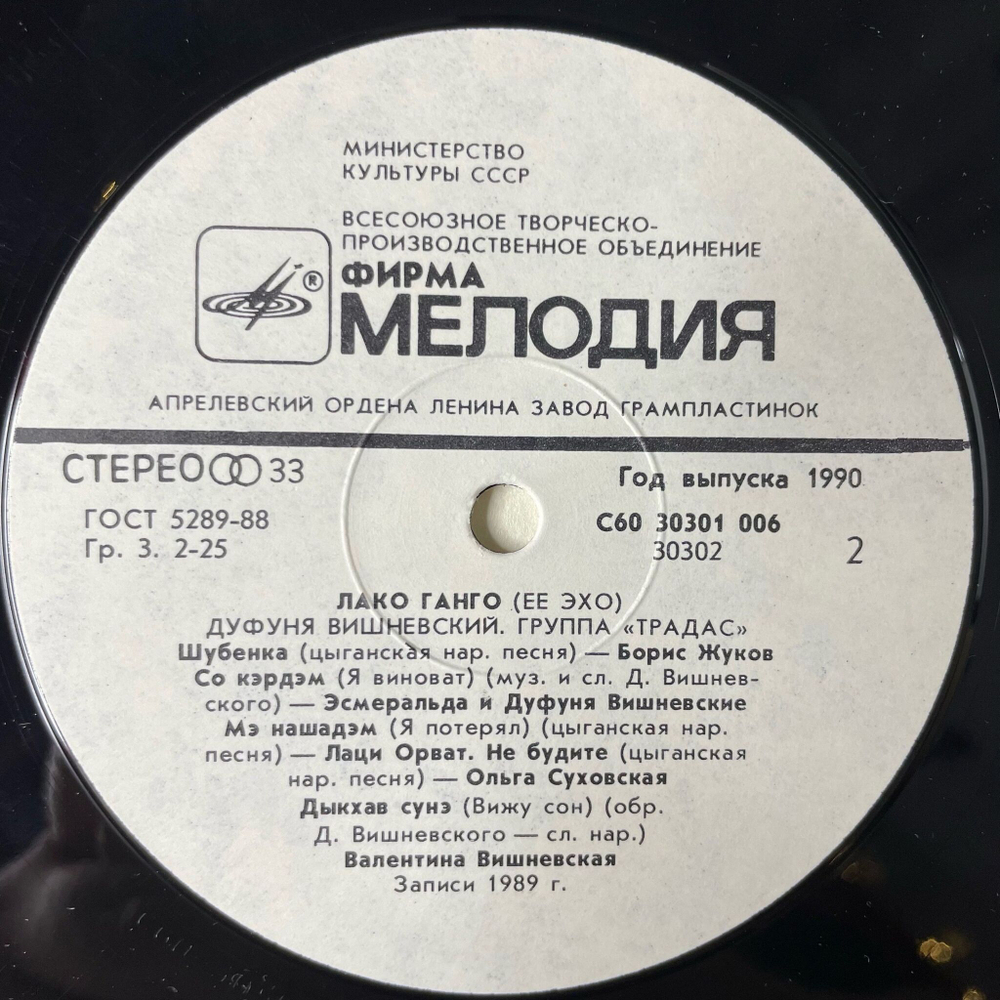 МИНИСТЕРСТВО
КУЛЬТУРЫ СССР
ВСЕСОЮЗНОЕ ТВОРЧЕСКО-
ПРОИЗВОДСТВЕННОЕ ОБЪЕДИНЕНИЕ
ФИРМА
®
МЕЛОДИЯ
АПРЕЛЕВСКИЙ ОРДЕНА ЛЕНИНА ЗАВОД ГРАМПЛАСТИНОК
СТЕРЕО 33
Год выпуска 1990
ГОСТ 5289-88
С60 30301 006
Гр. 3. 2-25
30302
2
ЛАКО ГАНГО (ЕЕ ЭХО)
ДУФУНЯ ВИШНЕВСКИЙ. ГРУППА «ТРАДАС»
Шубенка (цыганская нар. песня) — Борис Жуков
Со кэрдэм (Я виноват) (муз. и сл. Д. Вишнев-
ского) — Эсмеральда и Дуфуня Вишневские
Мэ нашадэм (Я потерял) (цыганская нар.
песня) — Лаци Орват. Не будите (цыганская
нар. песня) — Ольга Суховская
Дыкхав сунэ (Вижу сон) (обр.
Д. Вишневского — сл. нар.)
Валентина Вишневская
Записи 1989 г.